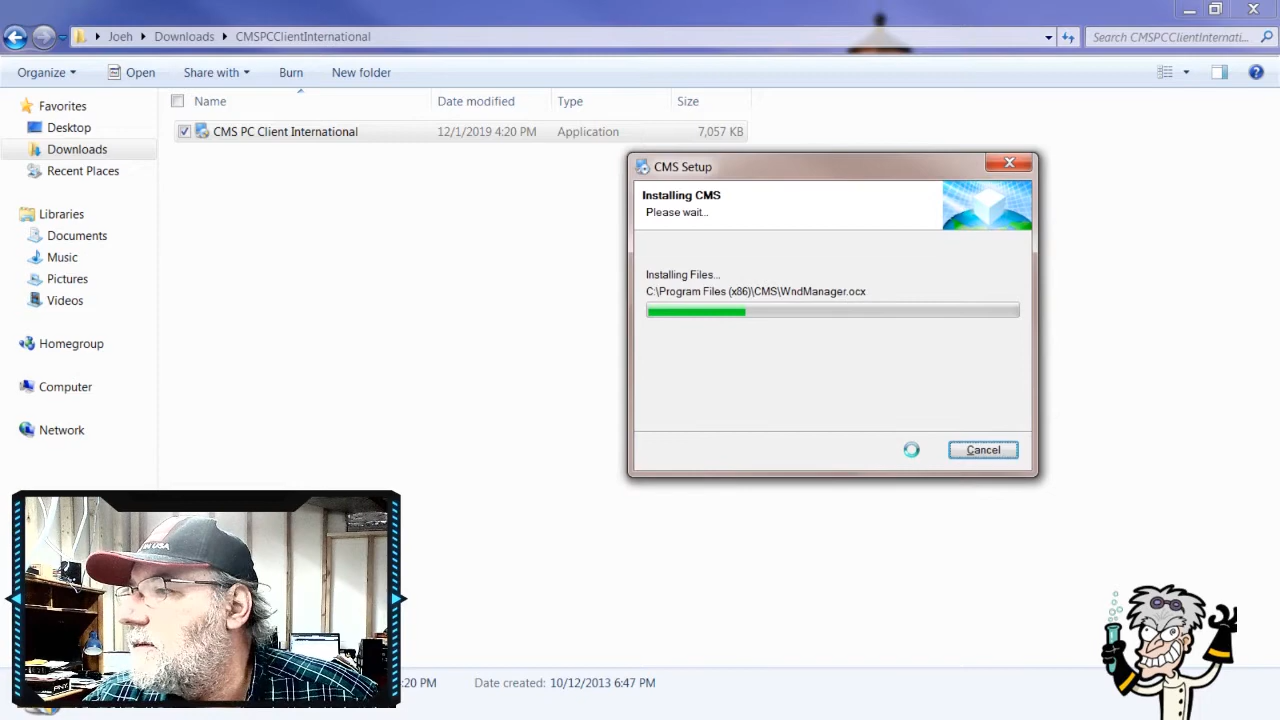 Joeh Downloads CMSPCClientInternational
Search CMSPCClientInternati...
Organize Open Share with Burn New folder
Name Date modified Type Size
CMS PC Client International 12/1/2019 4:20 PM Application 7,057 KB
Favorites
Desktop
Downloads
Recent Places
Libraries
Documents
Music
Pictures
Videos
Homegroup
Computer
Network
CMS Setup
Installing CMS
Please wait...
Installing Files...
C:\Program Files (x86)\CMS\WndManager.ocx
Cancel
:20 PM Date created: 10/12/2013 6:47 PM
USA